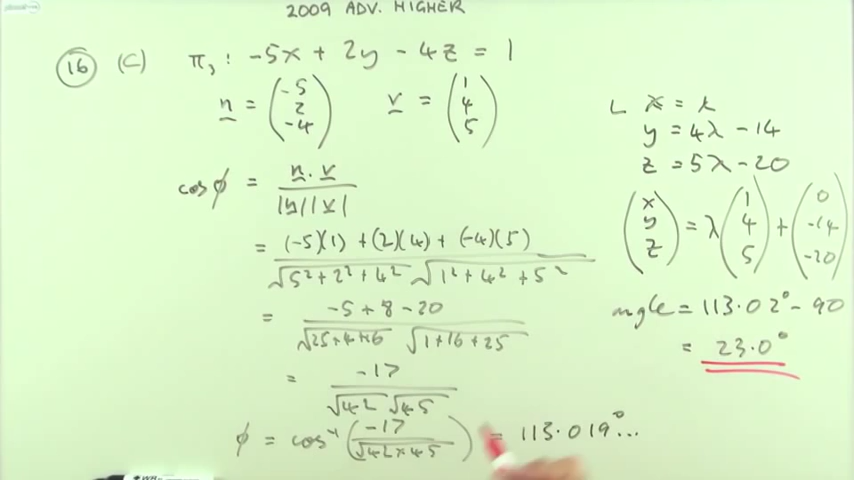 2009 ADV. HIGHER
16 (C) π₃ : -5x + 2y - 4z = 1
n = (-5 2 -4) v = (1 4 5)
cos φ = n . v / |n||v|
= (-5)(1) + (2)(4) + (-4)(5) / √5² + 2² + 4² √1² + 4² + 5²
= -5 + 8 - 20 / √25 + 4 + 16 √1 + 16 + 25
= -17 / √42 √45
φ = cos⁻¹ (-17 / √42 × 45) = 113.019°...
L x = λ
y = 4λ - 14
z = 5λ - 20
(x y z) = λ (1 4 5) + (0 -14 -20)
angle = 113.02° - 90
= 23.0°